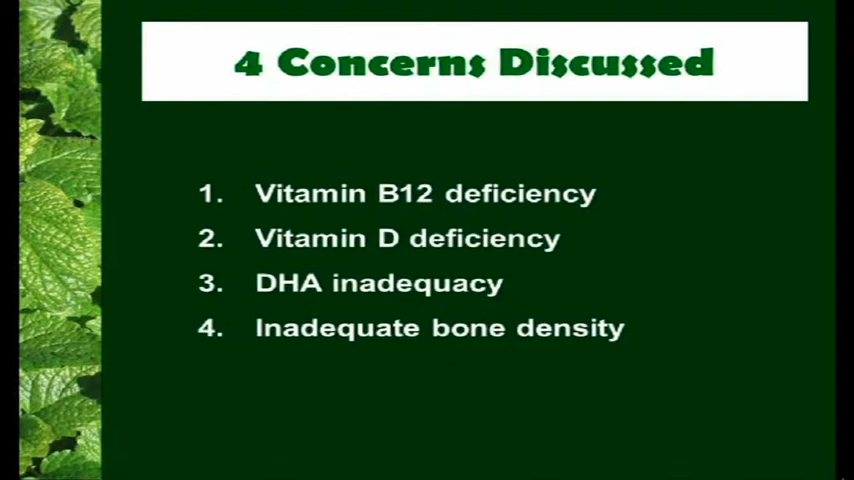 4 Concerns Discussed
1. Vitamin B12 deficiency
2. Vitamin D deficiency
3. DHA inadequacy
4. Inadequate bone density